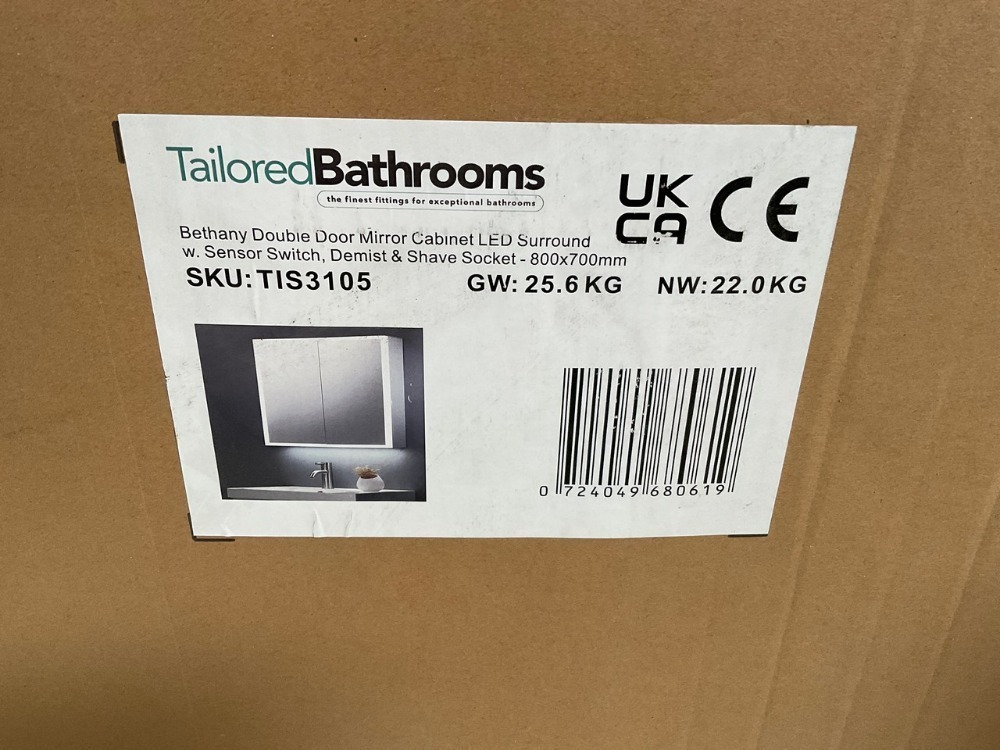 TailoredBathrooms
the finest fittings for exceptional bathrooms
UK
CA
CE
Bethany Double Door Mirror Cabinet LED Surround
w. Sensor Switch, Demist & Shave Socket - 800x700mm
SKU: TIS3105 GW: 25.6 KG NW: 22.0 KG
0 724049 680619